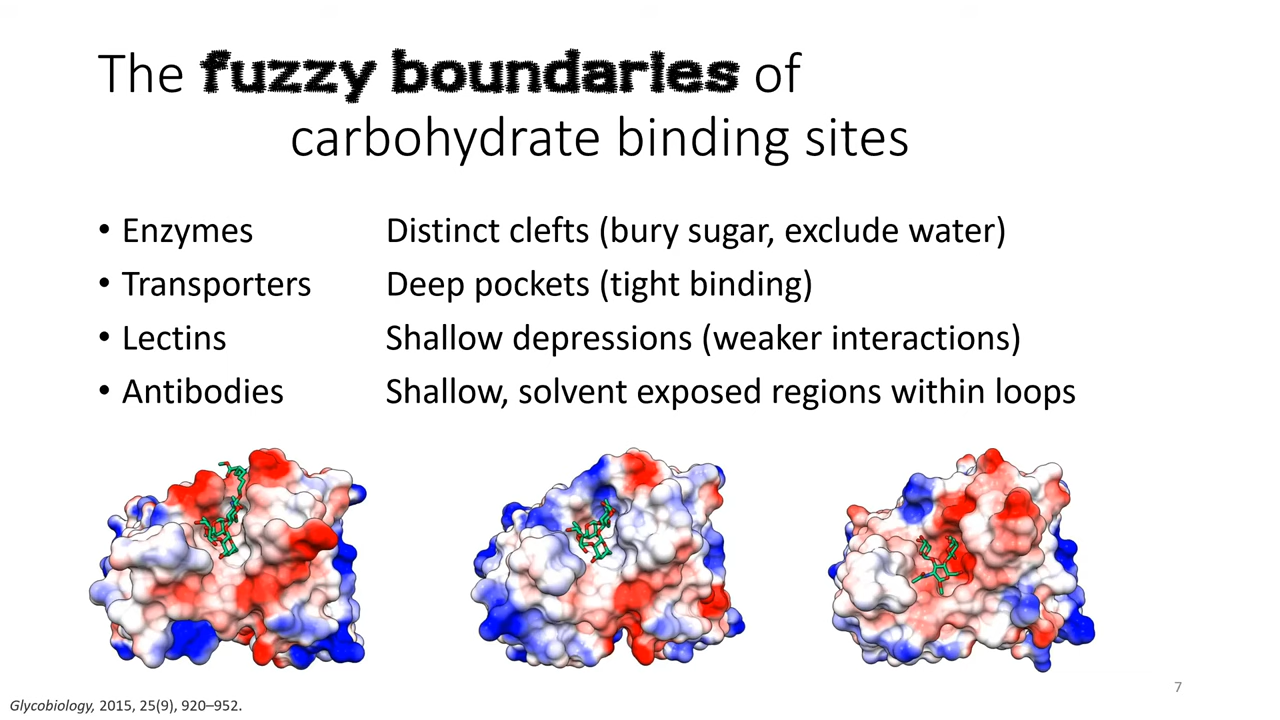 The fuzzy boundaries of
carbohydrate binding sites
• Enzymes Distinct clefts (bury sugar, exclude water)
• Transporters Deep pockets (tight binding)
• Lectins Shallow depressions (weaker interactions)
• Antibodies Shallow, solvent exposed regions within loops
7
Glycobiology, 2015, 25(9), 920–952.